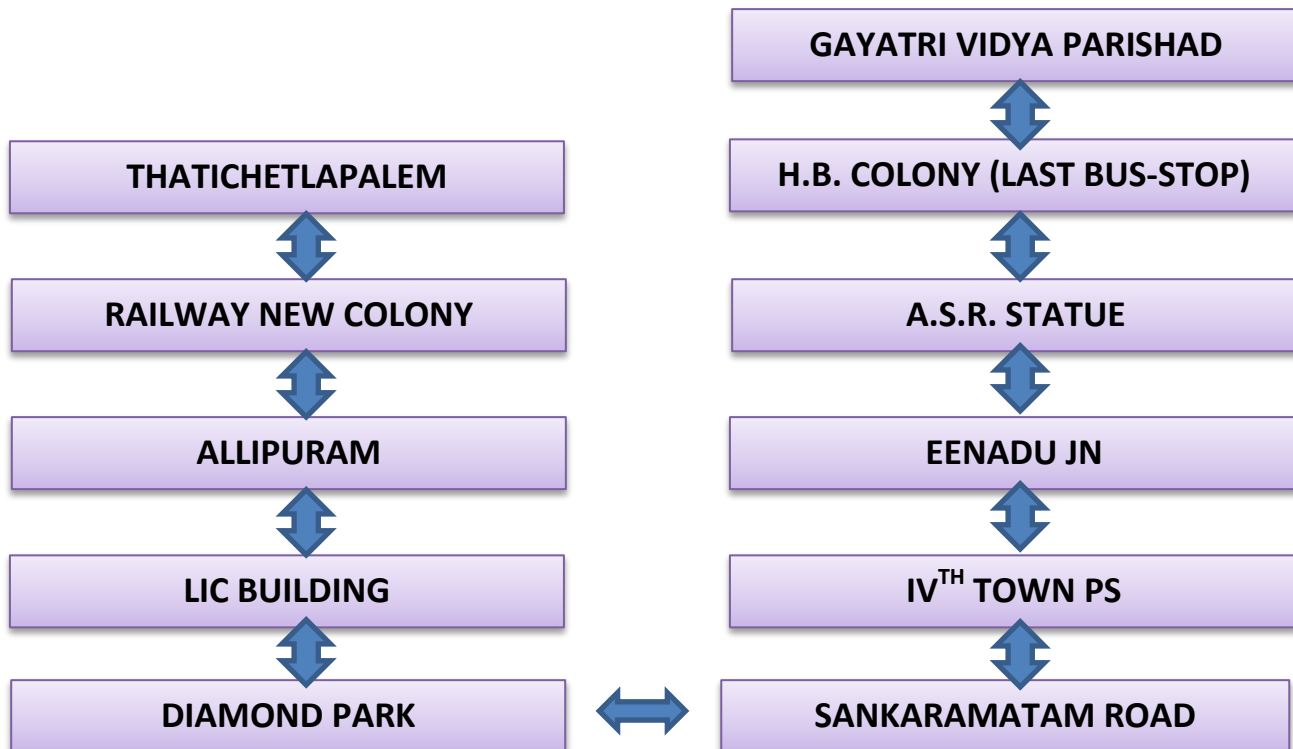 THATICHETLAPALEM
RAILWAY NEW COLONY
ALLIPURAM
LIC BUILDING
DIAMOND PARK
GAYATRI VIDYA PARISHAD
H.B. COLONY (LAST BUS-STOP)
A.S.R. STATUE
EENADU JN
IVTH TOWN PS
SANKARAMATAM ROAD